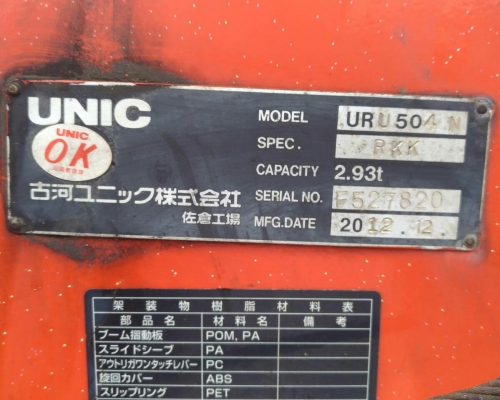 UNIC
UNIC
OK
古河ユニック株式会社
佐倉工場
MODEL URU504N
SPEC. RKK
CAPACITY 2.93t
SERIAL NO. F527820
MFG.DATE 2012.12.
架装物樹脂材料表
部品名 材料名 備考
ブーム摺動板 POM, PA
スライドシーブ PA
アウトリガワンタッチレバー PC
旋回カバー ABS
スリップリング PET